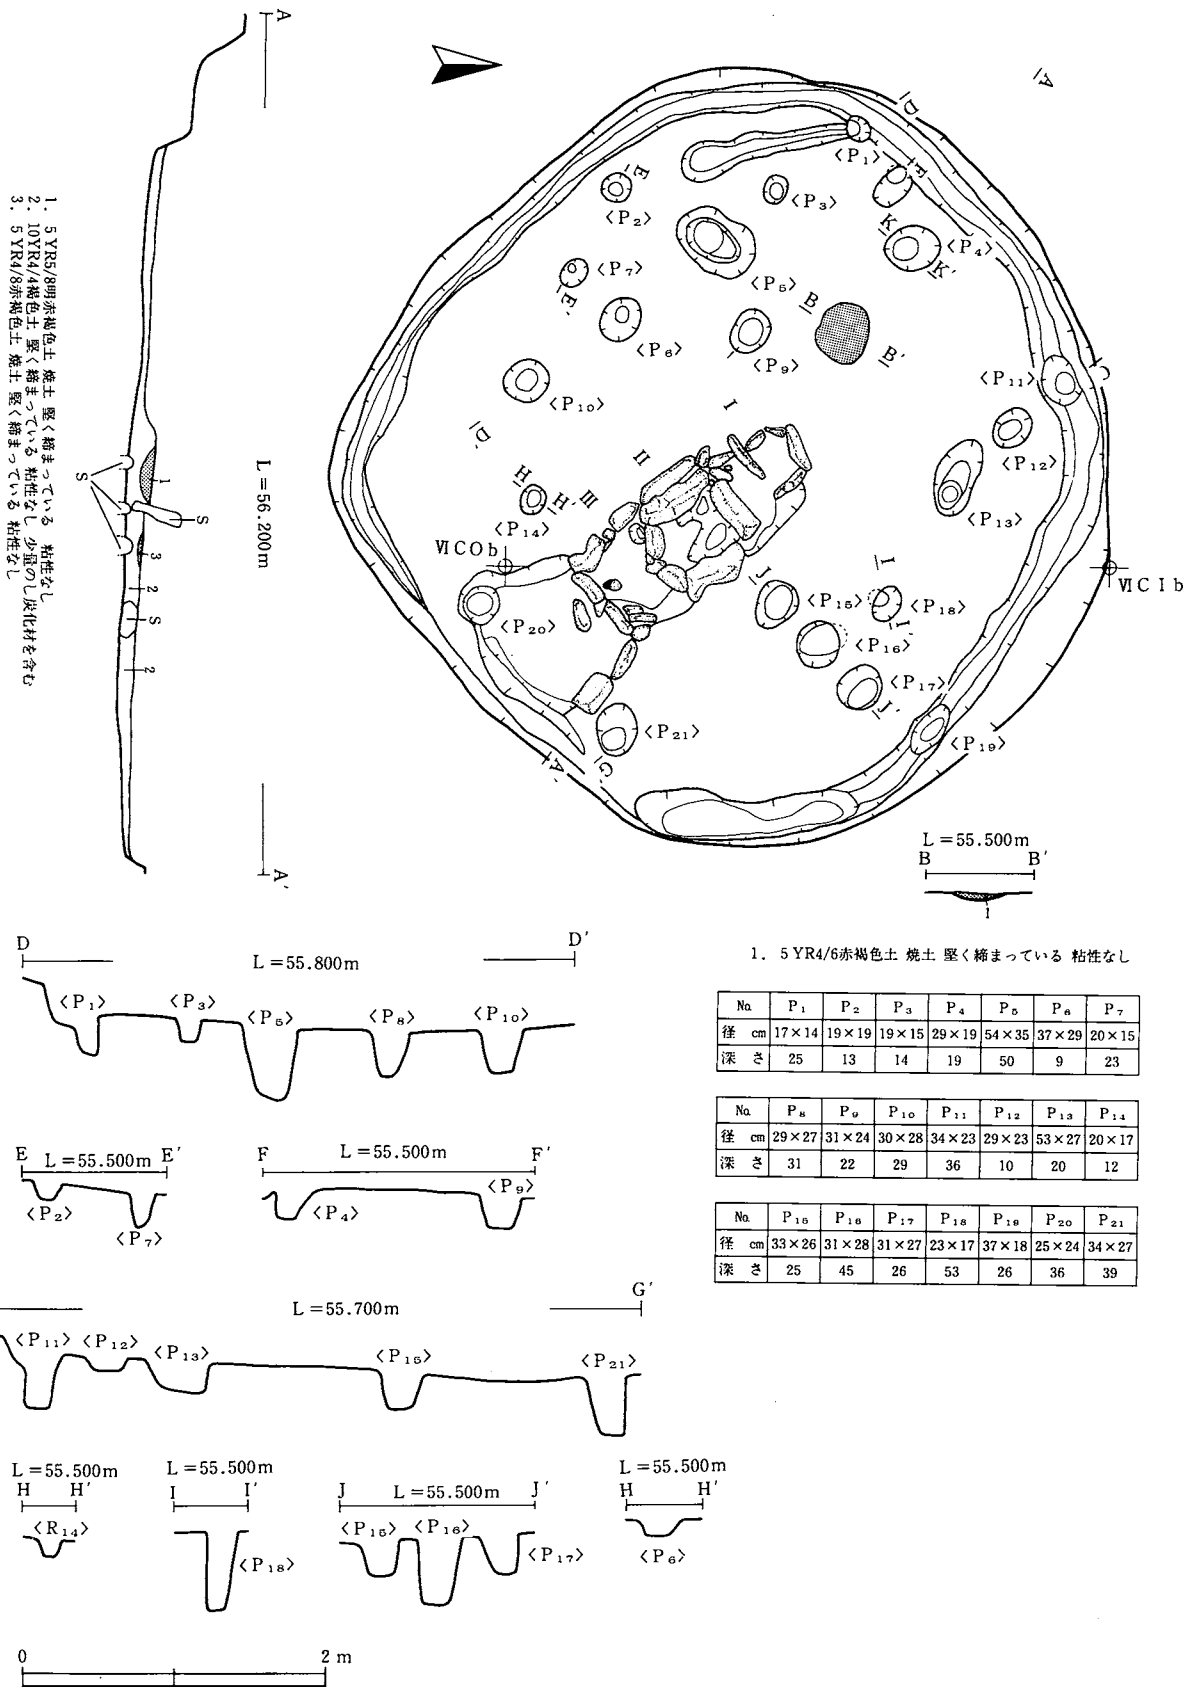 A
L=56.200m
A'
1. 5YR5/8明赤褐色土 焼土 堅く締まっている 粘性なし
2. 10YR4/4褐色土 堅く締まっている 粘性なし 少量のし炭化材を含む
3. 5YR4/8赤褐色土 焼土 堅く締まっている 粘性なし
S
1
S
3
2
S
2
A
D
〈P1〉
F
E
〈P2〉
〈P3〉
K
〈P4〉
K'
〈P7〉
E'
〈P5〉
B
〈P6〉
〈P9〉
B'
〈P10〉
I
〈P11〉
C
D'
II
〈P12〉
H
H'
III
〈P13〉
〈P14〉
ⅥC0b
I
ⅥC1b
J
〈P15〉
〈P18〉
I'
〈P20〉
〈P16〉
〈P17〉
J'
〈P21〉
〈P19〉
A'
G'
L=55.500m
B B'
1
1. 5YR4/6赤褐色土 焼土 堅く締まっている 粘性なし
D L=55.800m D'
〈P1〉 〈P3〉 〈P5〉 〈P8〉 〈P10〉
E L=55.500m E'
〈P2〉 〈P7〉
F L=55.500m F'
〈P4〉 〈P9〉
No. P1 P2 P3 P4 P5 P6 P7
径 cm 17×14 19×19 19×15 29×19 54×35 37×29 20×15
深さ 25 13 14 19 50 9 23
No. P8 P9 P10 P11 P12 P13 P14
径 cm 29×27 31×24 30×28 34×23 29×23 53×27 20×17
深さ 31 22 29 36 10 20 12
No. P15 P16 P17 P18 P19 P20 P21
径 cm 33×26 31×28 31×27 23×17 37×18 25×24 34×27
深さ 25 45 26 53 26 36 39
L=55.700m G'
〈P11〉 〈P12〉 〈P13〉 〈P15〉 〈P21〉
L=55.500m
H H'
〈R14〉
L=55.500m
I I'
〈P18〉
J L=55.500m J'
〈P15〉 〈P16〉 〈P17〉
L=55.500m
H H'
〈P6〉
0 2m